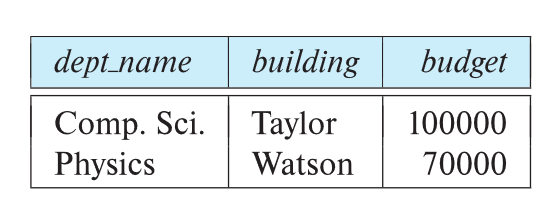 dept_name building budget
Comp. Sci. Taylor 100000
Physics Watson 70000